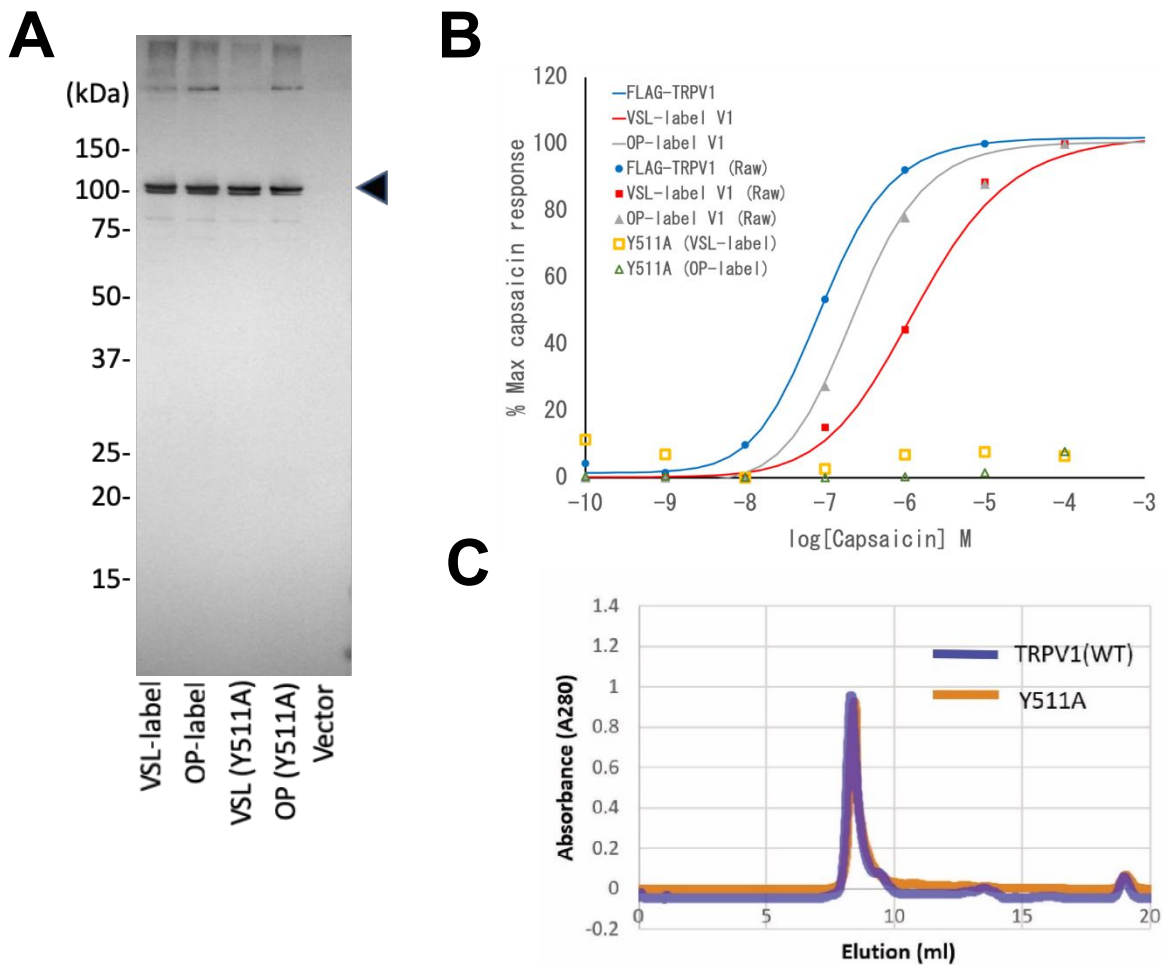 A
(kDa)
150-
100-
75-
50-
37-
25-
20-
15-
VSL-label
OP-label
VSL (Y511A)
OP (Y511A)
Vector
B
120
100
80
60
40
20
0
% Max capsaicin response
FLAG-TRPV1
VSL-label V1
OP-label V1
FLAG-TRPV1 (Raw)
VSL-label V1 (Raw)
OP-label V1 (Raw)
Y511A (VSL-label)
Y511A (OP-label)
-10 -9 -8 -7 -6 -5 -4 -3
log[Capsaicin] M
C
1.4
1.2
1
0.8
0.6
0.4
0.2
0
-0.2
Absorbance (A280)
TRPV1(WT)
Y511A
0 5 10 15 20
Elution (ml)